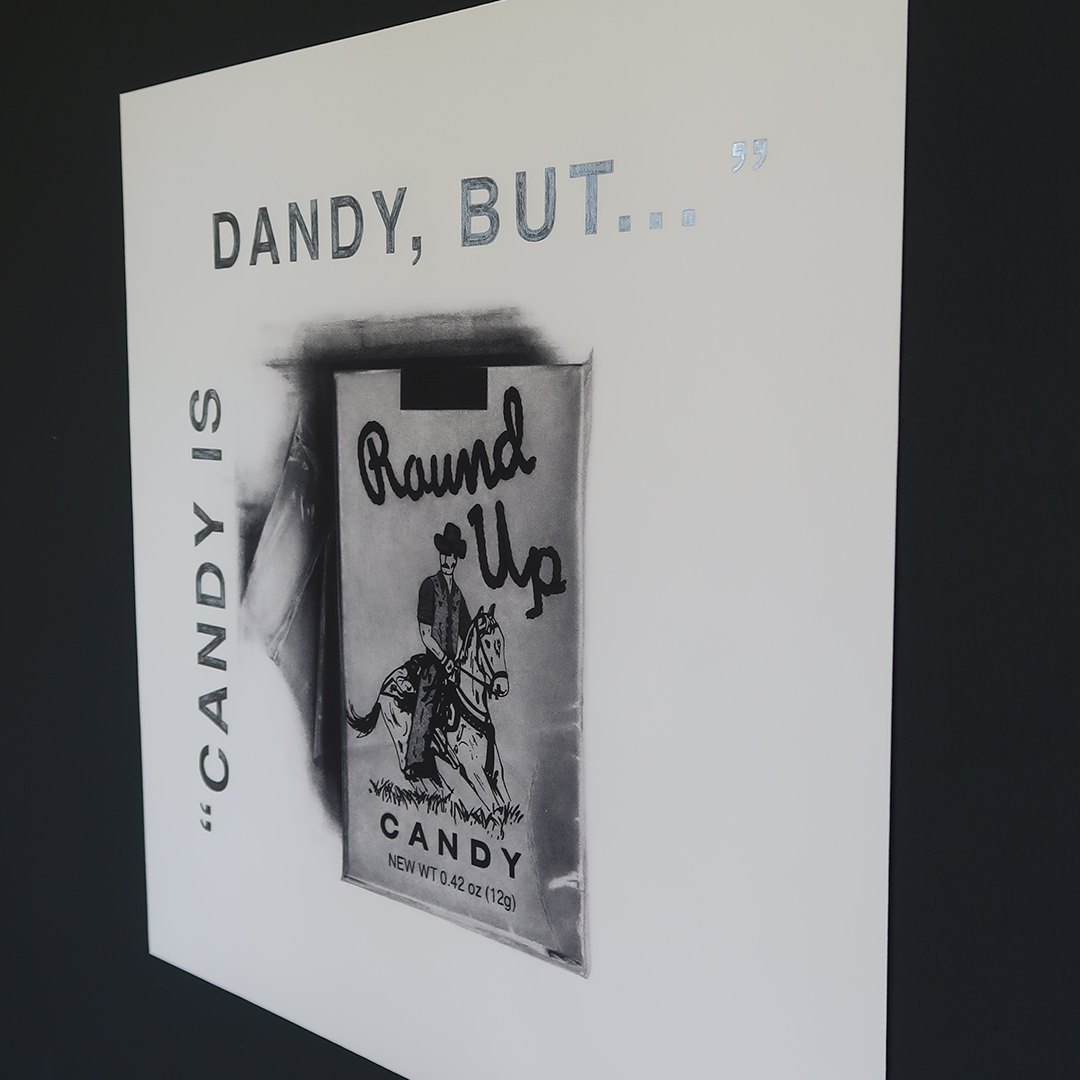 “CANDY IS
DANDY, BUT...”
Round
Up
CANDY
NEW WT 0.42 oz (12g)